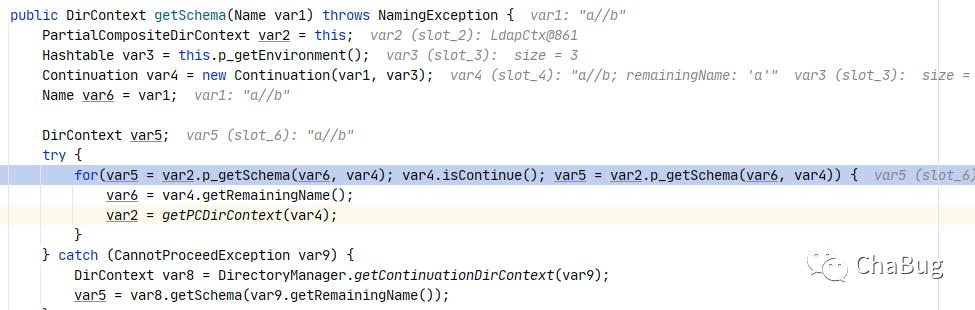 public DirContext getSchema(Name var1) throws NamingException {  var1: "a//b"
    PartialCompositeDirContext var2 = this;  var2 (slot_2): LdapCtx@861
    Hashtable var3 = this.p_getEnvironment();  var3 (slot_3):  size = 3
    Continuation var4 = new Continuation(var1, var3);  var4 (slot_4): "a//b; remainingName: 'a'"  var3 (slot_3):  size =
    Name var6 = var1;  var1: "a//b"
    DirContext var5;  var5 (slot_6): "a//b"
    try {
        for(var5 = var2.p_getSchema(var6, var4); var4.isContinue(); var5 = var2.p_getSchema(var6, var4)) {  var5 (slot_6)
            var6 = var4.getRemainingName();
            var2 = getPCDirContext(var4);
        }
    } catch (CannotProceedException var9) {
        DirContext var8 = DirectoryManager.getContinuationDirContext(var9);
        var5 = var8.getSchema(var9.getRemainingName());
ChaBug